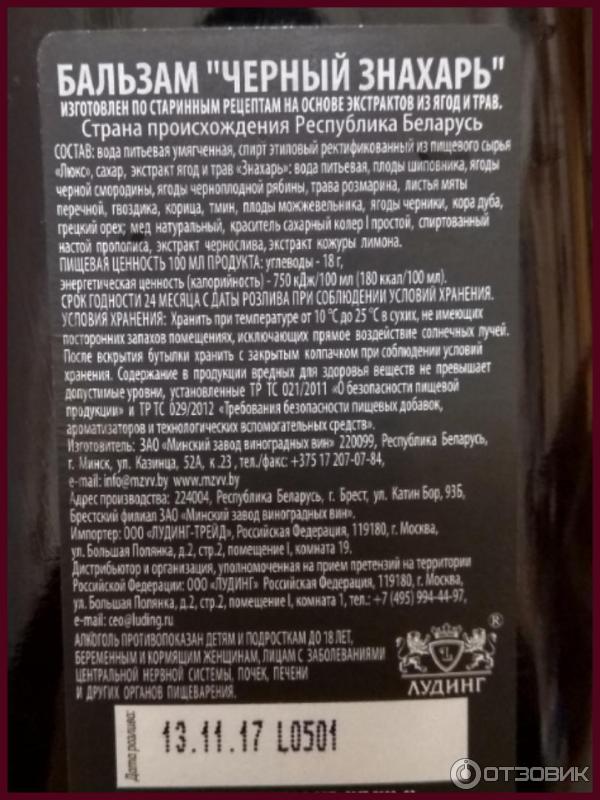 БАЛЬЗАМ "ЧЕРНЫЙ ЗНАХАРЬ"
ИЗГОТОВЛЕН ПО СТАРИННЫМ РЕЦЕПТАМ НА ОСНОВЕ ЭКСТРАКТОВ ИЗ ЯГОД И ТРАВ.
Страна происхождения Республика Беларусь
СОСТАВ: вода питьевая умягченная, спирт этиловый ректификованный из пищевого сырья
«Люкс», сахар, экстракт ягод и трав «Знахарь»: вода питьевая, плоды шиповника, ягоды
черной смородины, ягоды черноплодной рябины, трава розмарина, листья мяты
перечной, гвоздика, корица, тмин, плоды можжевельника, ягоды черники, кора дуба,
грецкий орех; мед натуральный, краситель сахарный колер I простой, спиртованный
настой прополиса, экстракт чернослива, экстракт кожуры лимона.
ПИЩЕВАЯ ЦЕННОСТЬ 100 МЛ ПРОДУКТА: углеводы - 18 г,
энергетическая ценность (калорийность) - 750 кДж/100 мл (180 ккал/100 мл).
СРОК ГОДНОСТИ 24 МЕСЯЦА С ДАТЫ РОЗЛИВА ПРИ СОБЛЮДЕНИИ УСЛОВИЙ ХРАНЕНИЯ.
УСЛОВИЯ ХРАНЕНИЯ: Хранить при температуре от 10 °С до 25 °С в сухих, не имеющих
посторонних запахов помещениях, исключающих прямое воздействие солнечных лучей.
После вскрытия бутылки хранить с закрытым колпачком при соблюдении условий
хранения. Содержание в продукции вредных для здоровья веществ не превышает
допустимые уровни, установленные ТР ТС 021/2011 «О безопасности пищевой
продукции» и ТР ТС 029/2012 «Требования безопасности пищевых добавок,
ароматизаторов и технологических вспомогательных средств».
Изготовитель: ЗАО «Минский завод виноградных вин» 220099, Республика Беларусь,
г. Минск, ул. Казинца, 52А, к .23 , тел./факс: +375 17 207-07-84,
e-mail: info@mzvv.by www.mzvv.by
Адрес производства: 224004, Республика Беларусь, г. Брест, ул. Катин Бор, 93Б,
Брестский филиал ЗАО «Минский завод виноградных вин».
Импортер: ООО «ЛУДИНГ-ТРЕЙД», Российская Федерация, 119180, г. Москва,
ул. Большая Полянка, д.2, стр.2, помещение I, комната 19.
Дистрибьютор и организация, уполномоченная на прием претензий на территории
Российской Федерации: ООО «ЛУДИНГ» Российская Федерация, 119180, г. Москва,
ул. Большая Полянка, д.2, стр.2, помещение I, комната 1, тел.: +7 (495) 994-44-97,
e-mail: ceo@luding.ru
АЛКОГОЛЬ ПРОТИВОПОКАЗАН ДЕТЯМ И ПОДРОСТКАМ ДО 18 ЛЕТ,
БЕРЕМЕННЫМ И КОРМЯЩИМ ЖЕНЩИНАМ, ЛИЦАМ С ЗАБОЛЕВАНИЯМИ
ЦЕНТРАЛЬНОЙ НЕРВНОЙ СИСТЕМЫ, ПОЧЕК, ПЕЧЕНИ
И ДРУГИХ ОРГАНОВ ПИЩЕВАРЕНИЯ.
®
ЛУДИНГ
Дата розлива:
13.11.17 L0501
ОТЗОВИК